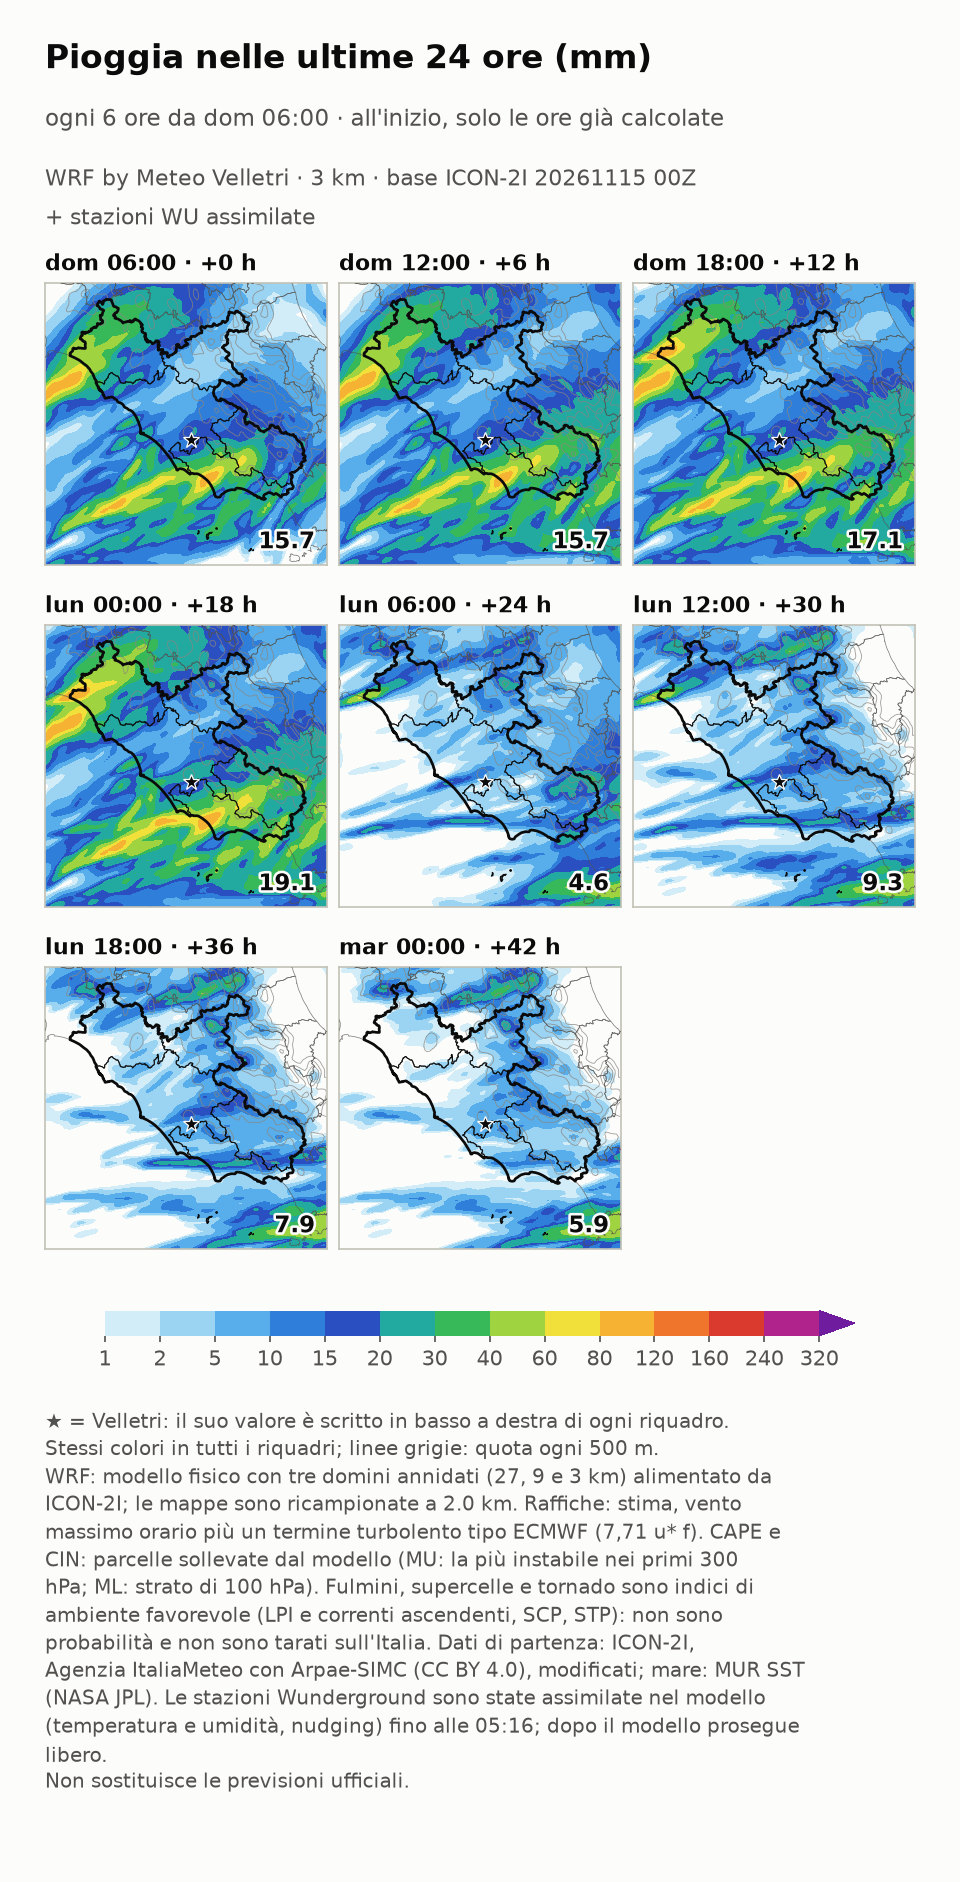 Pioggia nelle ultime 24 ore (mm)
ogni 6 ore da dom 06:00 · all'inizio, solo le ore già calcolate
WRF by Meteo Velletri · 3 km · base ICON-2I 20261115 00Z
+ stazioni WU assimilate
dom 06:00 · +0 h
dom 12:00 · +6 h
dom 18:00 · +12 h
15.7
15.7
17.1
lun 00:00 · +18 h
lun 06:00 · +24 h
lun 12:00 · +30 h
19.1
4.6
9.3
lun 18:00 · +36 h
mar 00:00 · +42 h
7.9
5.9
1 2 5 10 15 20 30 40 60 80 120 160 240 320
★ = Velletri: il suo valore è scritto in basso a destra di ogni riquadro.
Stessi colori in tutti i riquadri; linee grigie: quota ogni 500 m.
WRF: modello fisico con tre domini annidati (27, 9 e 3 km) alimentato da
ICON-2I; le mappe sono ricampionate a 2.0 km. Raffiche: stima, vento
massimo orario più un termine turbolento tipo ECMWF (7,71 u* f). CAPE e
CIN: parcelle sollevate dal modello (MU: la più instabile nei primi 300
hPa; ML: strato di 100 hPa). Fulmini, supercelle e tornado sono indici di
ambiente favorevole (LPI e correnti ascendenti, SCP, STP): non sono
probabilità e non sono tarati sull'Italia. Dati di partenza: ICON-2I,
Agenzia ItaliaMeteo con Arpae-SIMC (CC BY 4.0), modificati; mare: MUR SST
(NASA JPL). Le stazioni Wunderground sono state assimilate nel modello
(temperatura e umidità, nudging) fino alle 05:16; dopo il modello prosegue
libero.
Non sostituisce le previsioni ufficiali.